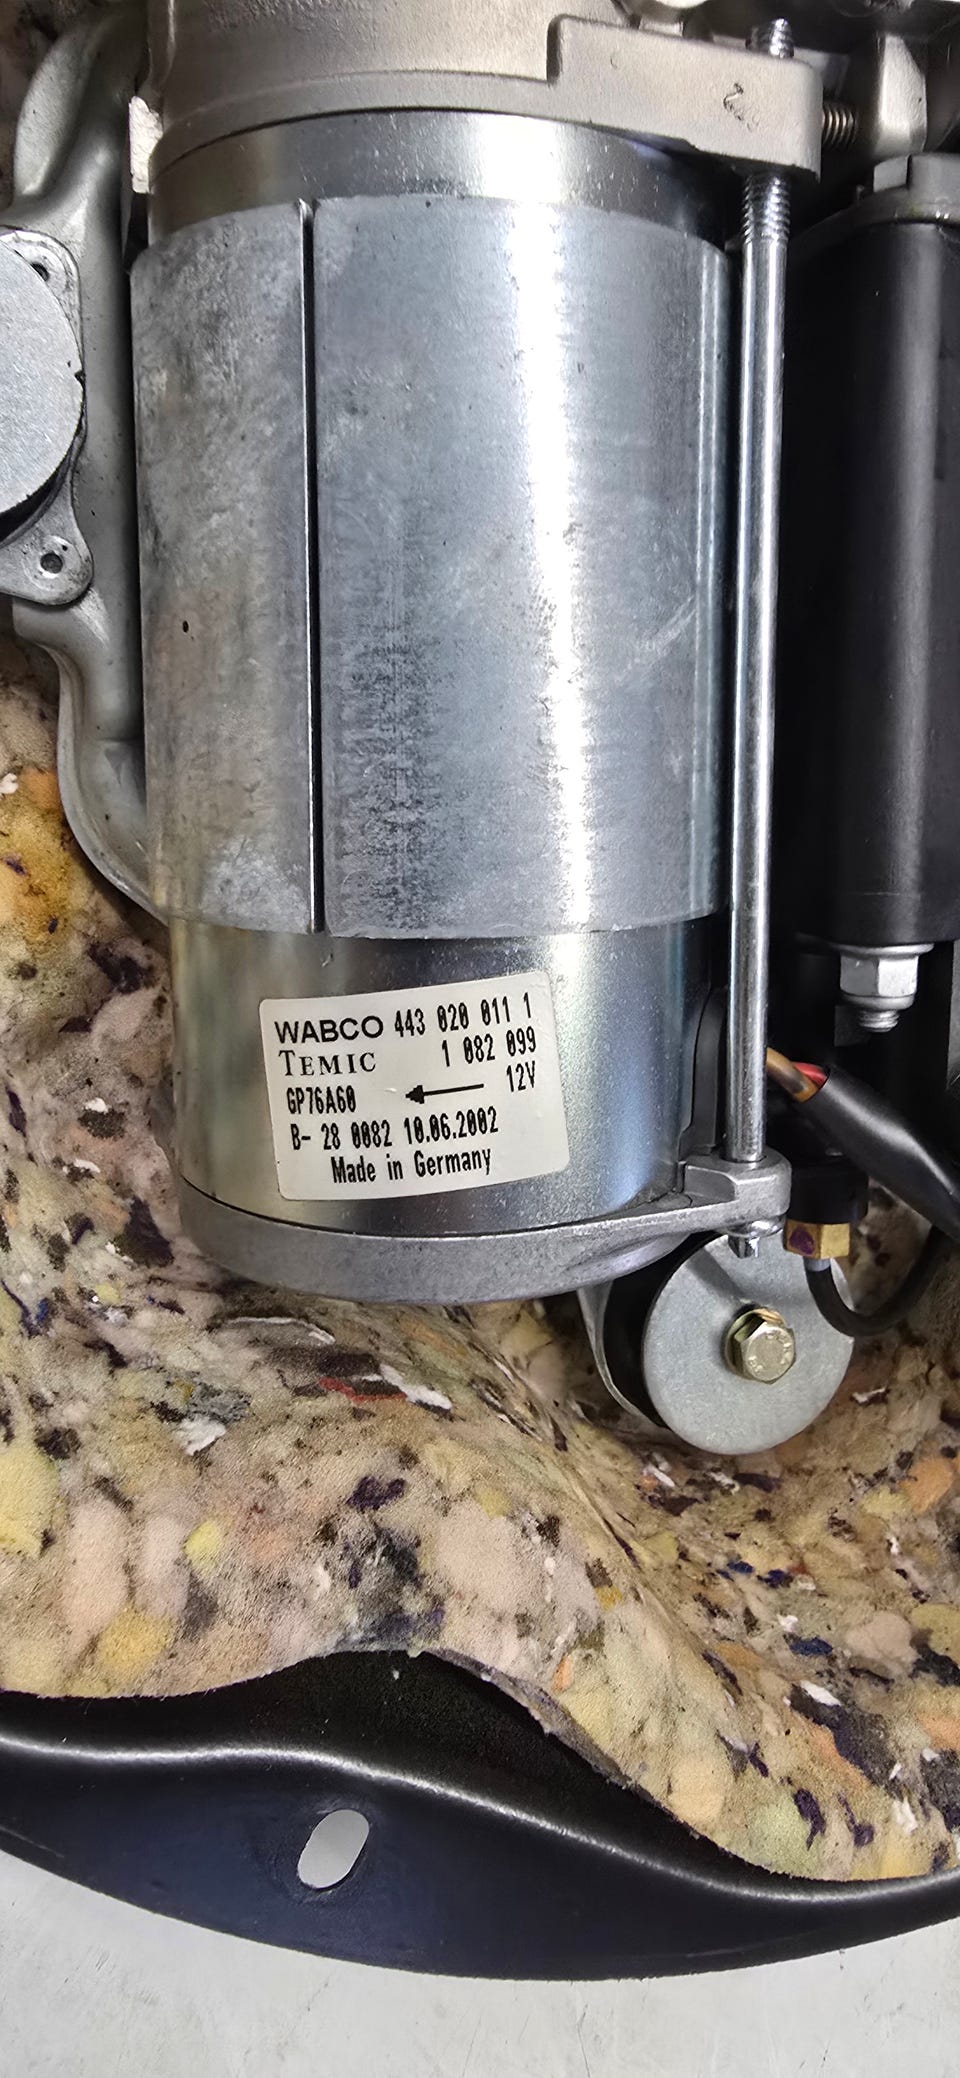 WABCO 443 020 011 1
TEMIC 1 082 099
GP76A60 12V
B- 28 0082 10.06.2002
Made in Germany